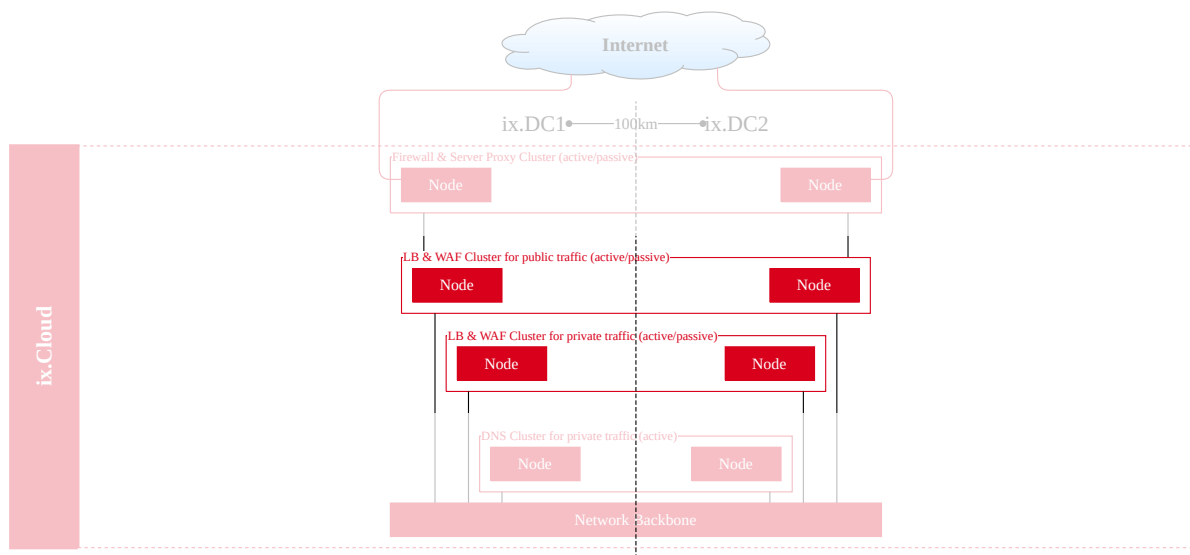 Internet
ix.DC1
100km
ix.DC2
Firewall & Server Proxy Cluster (active/passive)
Node
Node
LB & WAF Cluster for public traffic (active/passive)
Node
Node
ix.Cloud
LB & WAF Cluster for private traffic (active/passive)
Node
Node
DNS Cluster for private traffic (active)
Node
Node
Network Backbone